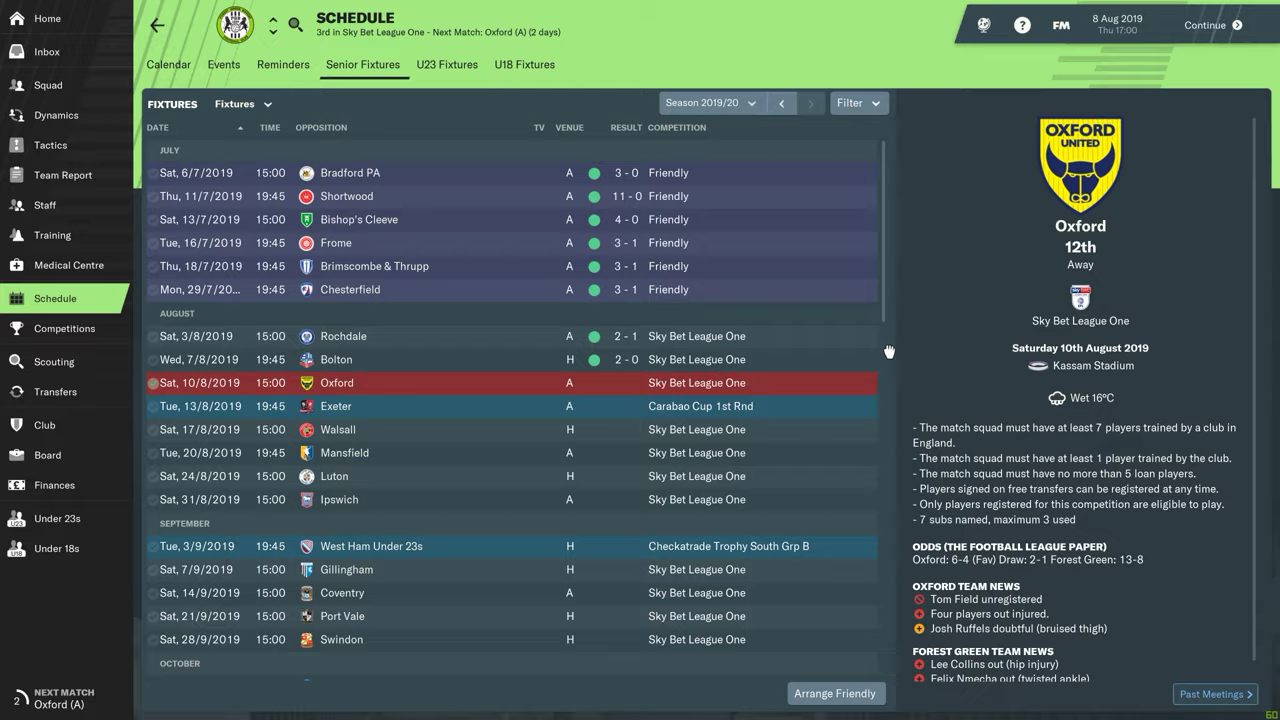 Home
Inbox
Squad
Dynamics
Tactics
Team Report
Staff
Training
Medical Centre
Schedule
Competitions
Scouting
Transfers
Club
Board
Finances
U23 Under 23s
U18 Under 18s
2 NEXT MATCH
Oxford (A)
SCHEDULE
3rd in Sky Bet League One - Next Match: Oxford (A) (2 days)
? FM 8 Aug 2019
Thu 17:00
Continue
Calendar Events Reminders Senior Fixtures U23 Fixtures U18 Fixtures
FIXTURES Fixtures Season 2019/20 Filter
DATE TIME OPPOSITION TV VENUE RESULT COMPETITION
JULY
Sat, 6/7/2019 15:00 Bradford PA A 3 - 0 Friendly
Thu, 11/7/2019 19:45 Shortwood A 11 - 0 Friendly
Sat, 13/7/2019 15:00 Bishop's Cleeve A 4 - 0 Friendly
Tue, 16/7/2019 19:45 Frome A 3 - 1 Friendly
Thu, 18/7/2019 19:45 Brimscombe & Thrupp A 3 - 1 Friendly
Mon, 29/7/20... 19:45 Chesterfield A 3 - 1 Friendly
AUGUST
Sat, 3/8/2019 15:00 Rochdale A 2 - 1 Sky Bet League One
Wed, 7/8/2019 19:45 Bolton H 2 - 0 Sky Bet League One
Sat, 10/8/2019 15:00 Oxford A Sky Bet League One
Tue, 13/8/2019 19:45 Exeter A Carabao Cup 1st Rnd
Sat, 17/8/2019 15:00 Walsall H Sky Bet League One
Tue, 20/8/2019 19:45 Mansfield A Sky Bet League One
Sat, 24/8/2019 15:00 Luton H Sky Bet League One
Sat, 31/8/2019 15:00 Ipswich A Sky Bet League One
SEPTEMBER
Tue, 3/9/2019 19:45 West Ham Under 23s H Checkatrade Trophy South Grp B
Sat, 7/9/2019 15:00 Gillingham H Sky Bet League One
Sat, 14/9/2019 15:00 Coventry A Sky Bet League One
Sat, 21/9/2019 15:00 Port Vale H Sky Bet League One
Sat, 28/9/2019 15:00 Swindon H Sky Bet League One
OCTOBER
Arrange Friendly
OXFORD
UNITED
Oxford
12th
Away
Sky Bet League One
Saturday 10th August 2019
Kassam Stadium
Wet 16ºC
- The match squad must have at least 7 players trained by a club in
England.
- The match squad must have at least 1 player trained by the club.
- The match squad must have no more than 5 loan players.
- Players signed on free transfers can be registered at any time.
- Only players registered for this competition are eligible to play.
- 7 subs named, maximum 3 used
ODDS (THE FOOTBALL LEAGUE PAPER)
Oxford: 6-4 (Fav) Draw: 2-1 Forest Green: 13-8
OXFORD TEAM NEWS
Tom Field unregistered
Four players out injured.
Josh Ruffels doubtful (bruised thigh)
FOREST GREEN TEAM NEWS
Lee Collins out (hip injury)
Felix Nmecha out (twisted ankle)
Past Meetings
60